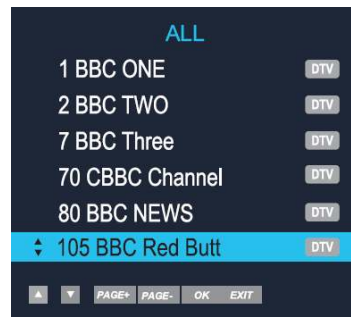 ALL
1 BBC ONE DTV
2 BBC TWO DTV
7 BBC Three DTV
70 CBBC Channel DTV
80 BBC NEWS DTV
105 BBC Red Butt DTV
PAGE+ PAGE- OK EXIT